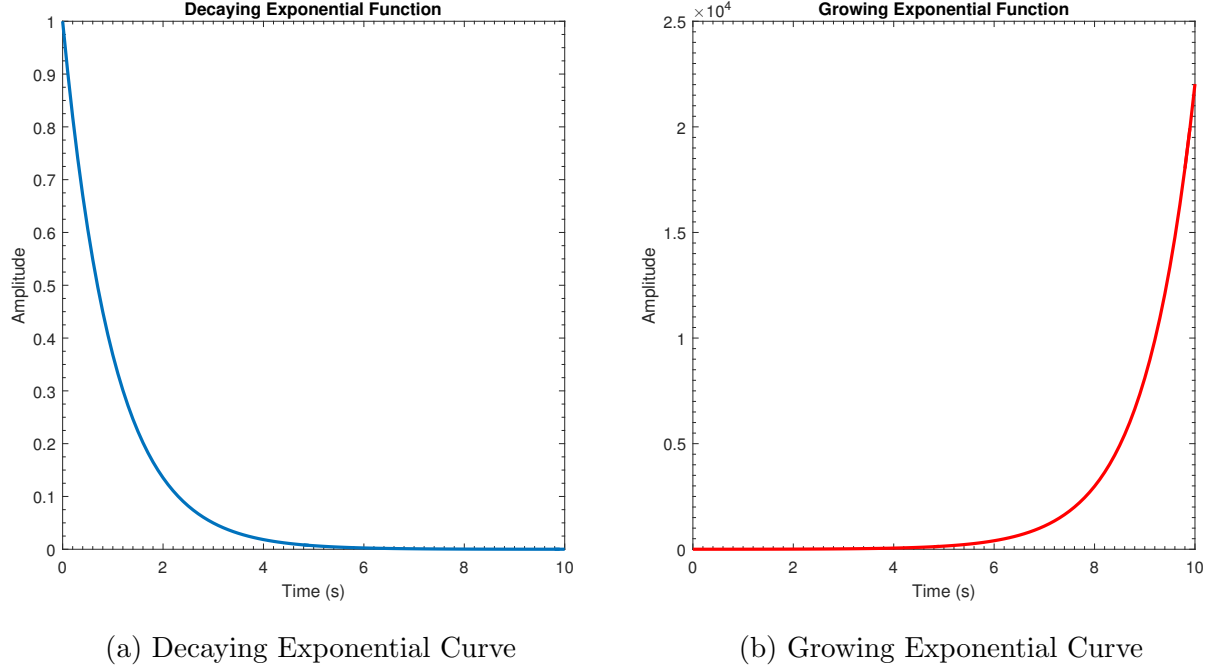 Decaying Exponential Function
1
0.9
0.8
0.7
0.6
0.5
0.4
0.3
0.2
0.1
0
Amplitude
0 2 4 6 8 10
Time (s)
(a) Decaying Exponential Curve
Growing Exponential Function
×10⁴
2.5
2
1.5
1
0.5
0
Amplitude
0 2 4 6 8 10
Time (s)
(b) Growing Exponential Curve